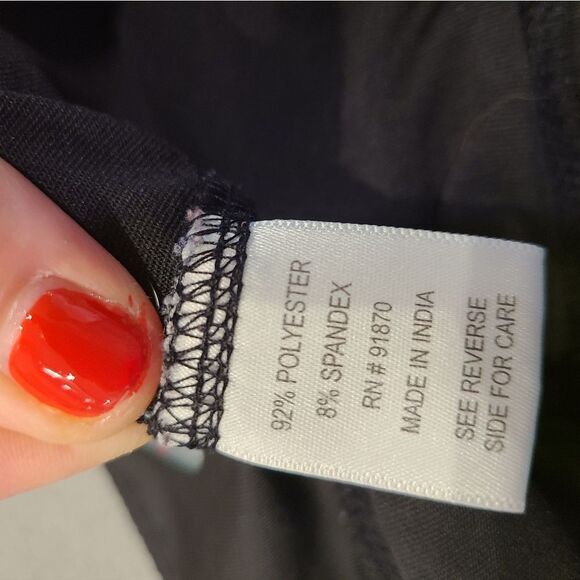 92% POLYESTER
8% SPANDEX
RN # 91870
MADE IN INDIA
SEE REVERSE
SIDE FOR CARE